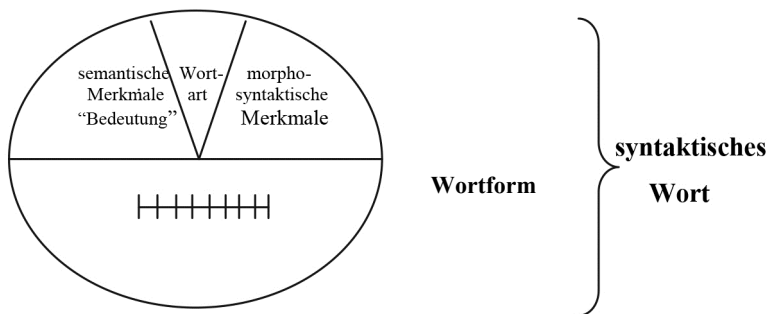 semantische
Merkmale
“Bedeutung”
Wort-
art
morpho-
syntaktische
Merkmale
Wortform
syntaktisches
Wort